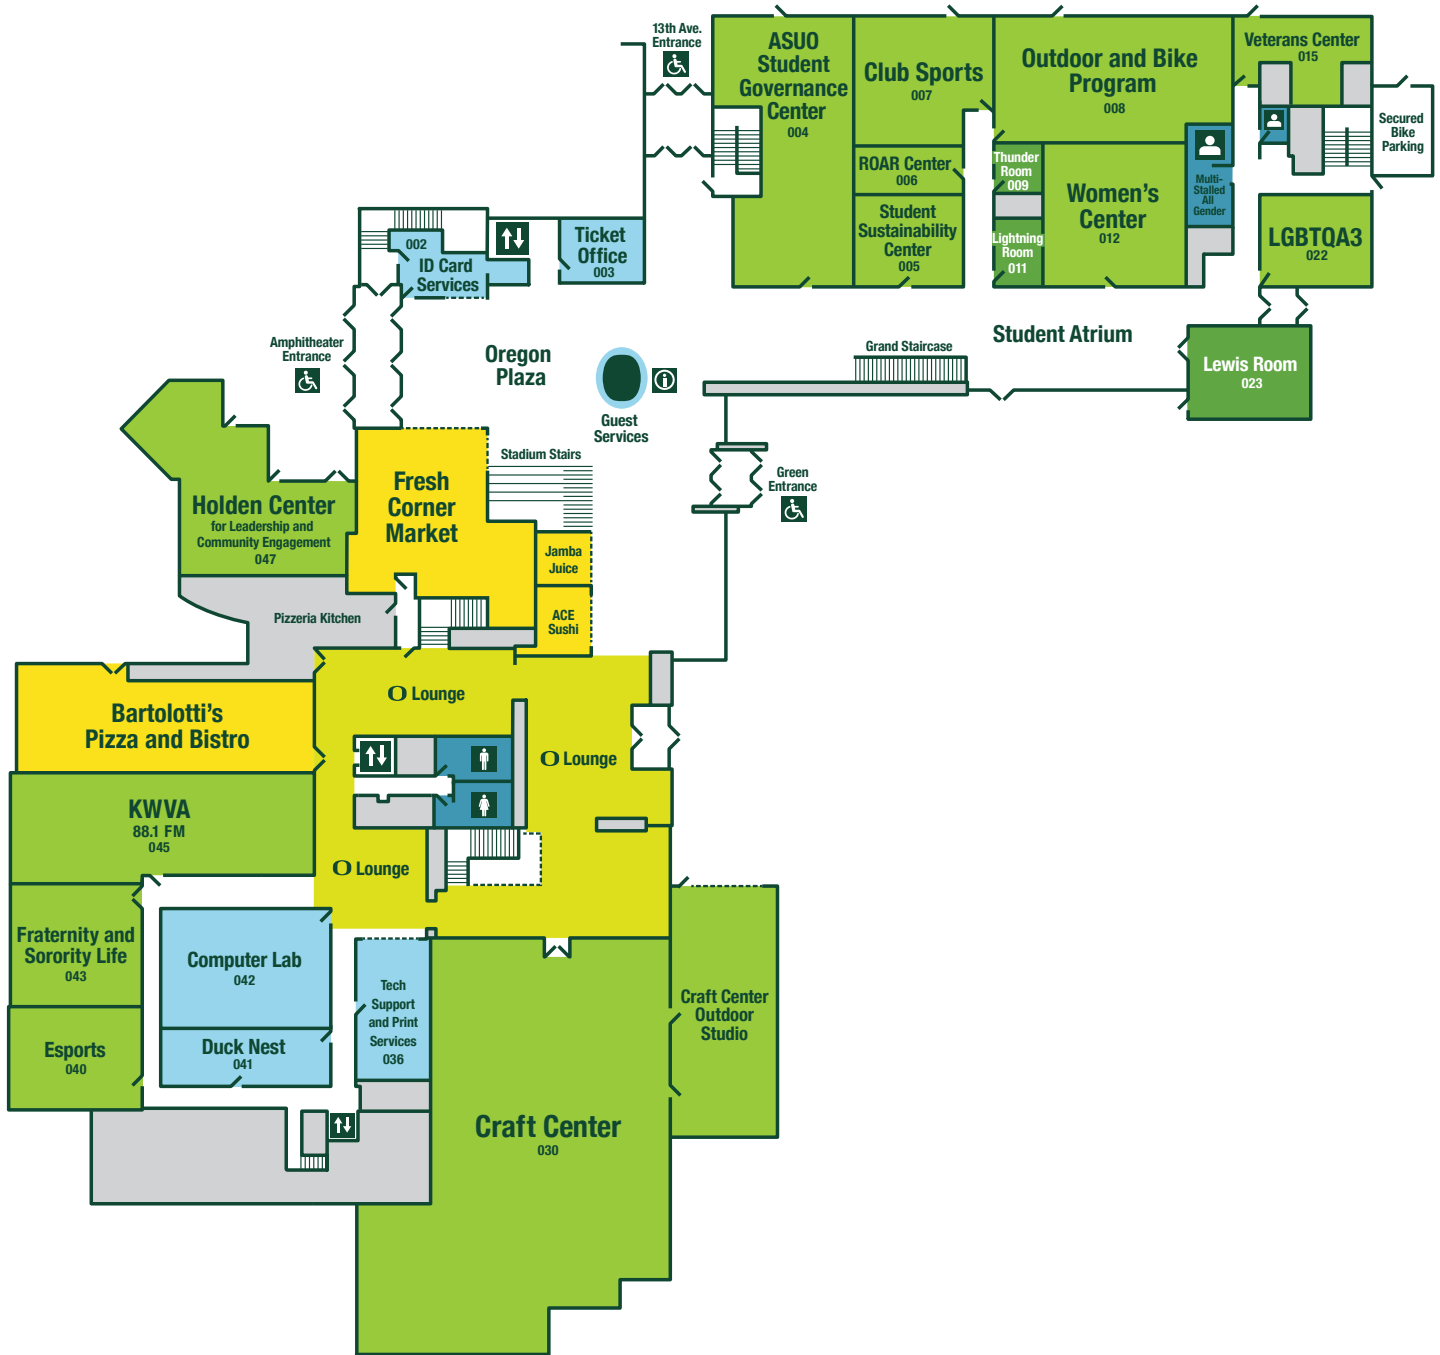 13th Ave.
Entrance
ASUO
Student
Governance
Center
004
Club Sports
007
Outdoor and Bike
Program
008
Veterans Center
015
Secured
Bike
Parking
ROAR Center
006
Thunder
Room
009
Women's
Center
012
Multi-
Stalled
All
Gender
Student
Sustainability
Center
005
Lightning
Room
011
LGBTQA3
022
002
ID Card
Services
Ticket
Office
003
Amphitheater
Entrance
Oregon
Plaza
Guest
Services
Grand Staircase
Student Atrium
Lewis Room
023
Stadium Stairs
Green
Entrance
Fresh
Corner
Market
Holden Center
for Leadership and
Community Engagement
047
Jamba
Juice
ACE
Sushi
Pizzeria Kitchen
O Lounge
Bartolotti's
Pizza and Bistro
O Lounge
KWVA
88.1 FM
045
O Lounge
Fraternity and
Sorority Life
043
Computer Lab
042
Tech
Support
and Print
Services
036
Craft Center
Outdoor
Studio
Esports
040
Duck Nest
041
Craft Center
030